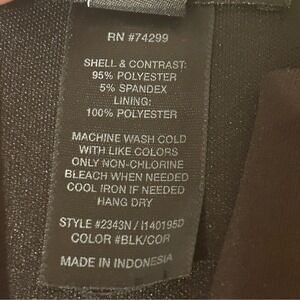 RN #74299
SHELL & CONTRAST:
95% POLYESTER
5% SPANDEX
LINING:
100% POLYESTER
MACHINE WASH COLD
WITH LIKE COLORS
ONLY NON-CHLORINE
BLEACH WHEN NEEDED
COOL IRON IF NEEDED
HANG DRY
STYLE #2343N / I140195D
COLOR #BLK/COR
MADE IN INDONESIA